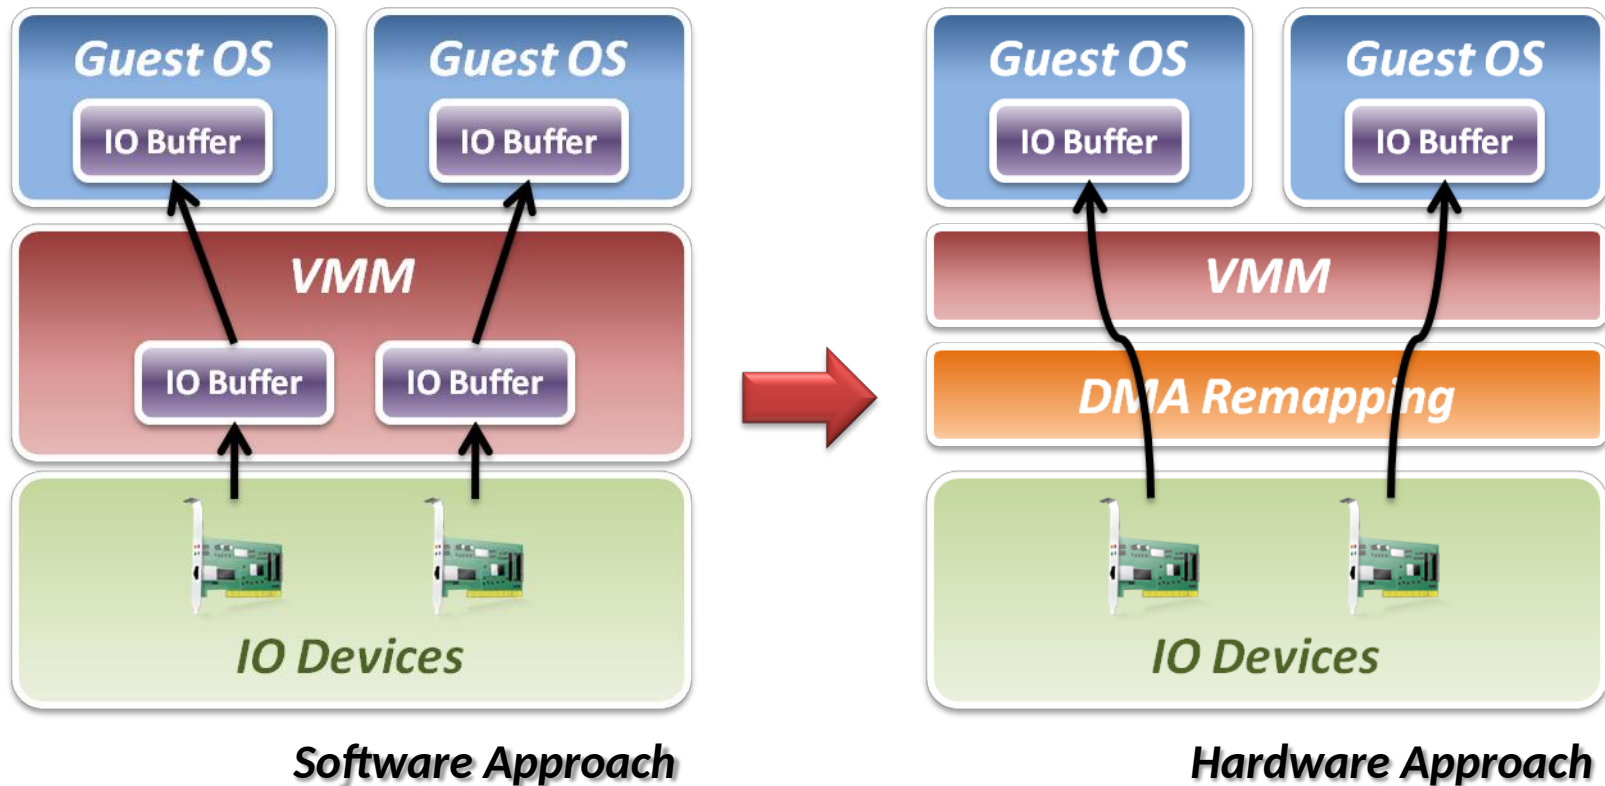 Guest OS
IO Buffer
Guest OS
IO Buffer
VMM
IO Buffer
IO Buffer
IO Devices
Software Approach
Guest OS
IO Buffer
Guest OS
IO Buffer
VMM
DMA Remapping
IO Devices
Hardware Approach